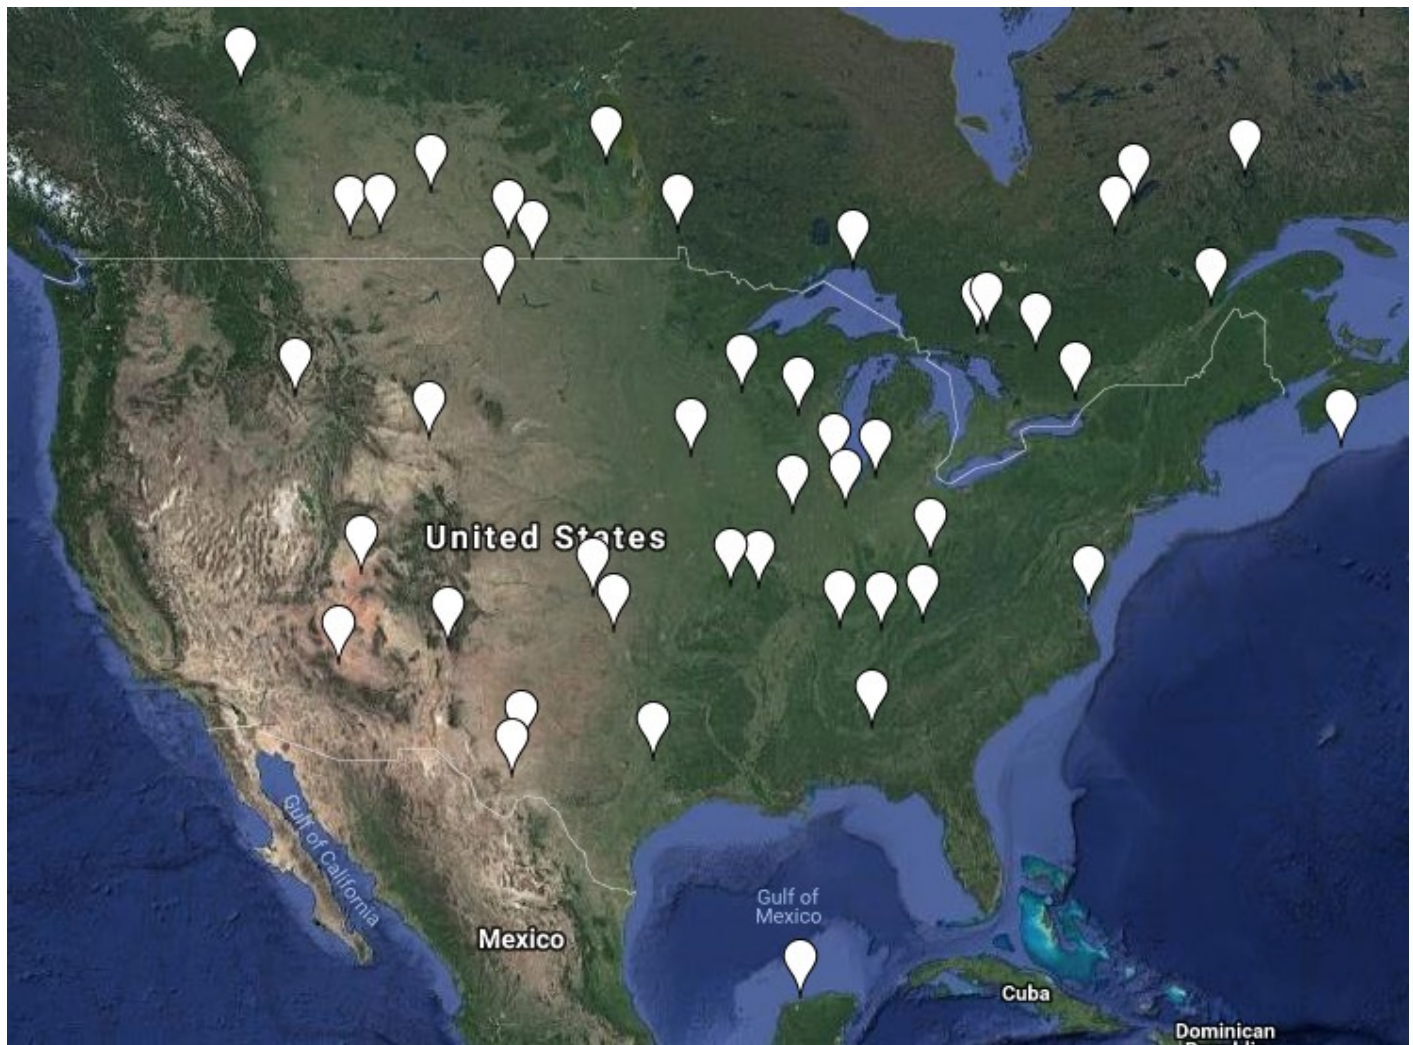 United States
Gulf of California
Gulf of
Mexico
Mexico
Cuba
Dominican